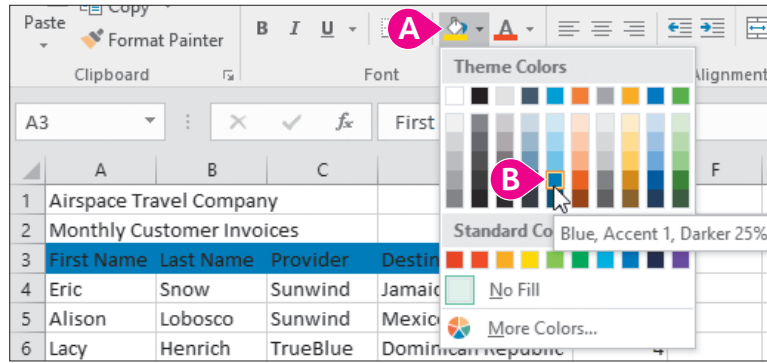 Copy
Paste
Format Painter
B I U
A
A
Clipboard
Font
Alignment
Theme Colors
A3
fx
First
A B C F
B
1 Airspace Travel Company
2 Monthly Customer Invoices
Standard Co
Blue, Accent 1, Darker 25%
3 First Name Last Name Provider Destin
4 Eric Snow Sunwind Jamaic
No Fill
5 Alison Lobosco Sunwind Mexico
More Colors...
6 Lacy Henrich TrueBlue Dominican Republic 4